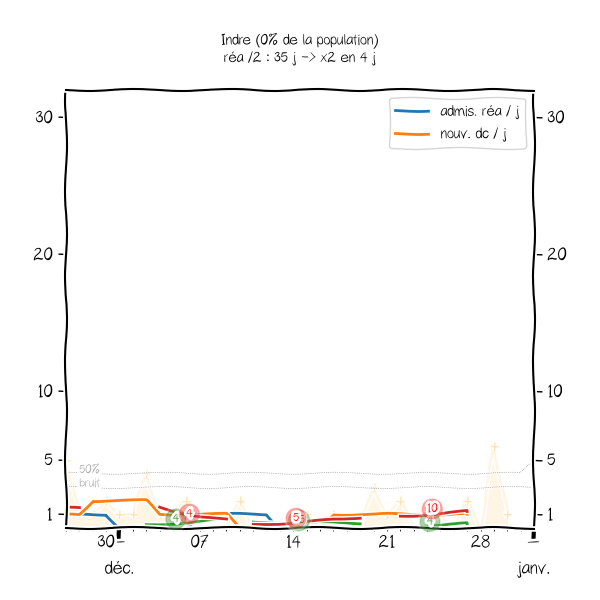 Indre (0% de la population)
réa /2 : 35 j -> x2 en 4 j
admis. réa / j
nouv. dc / j
30 30
20 20
10 10
5 5
50%
bruit
1 1
4 4 5 10 4
30 07 14 21 28
déc. janv.